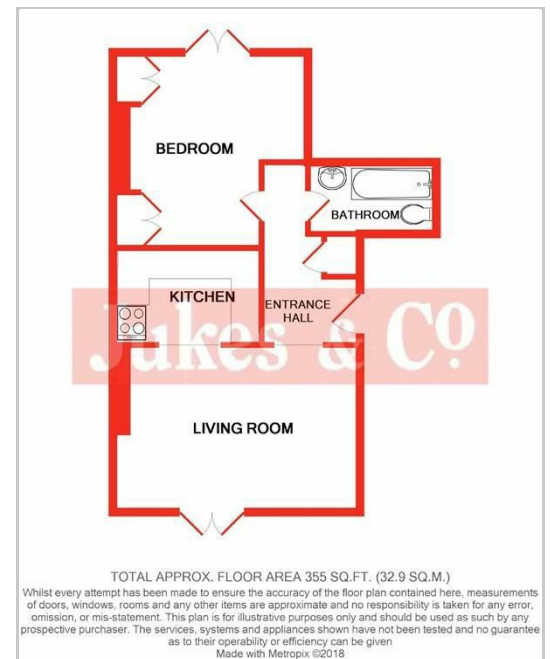 BEDROOM
BATHROOM
KITCHEN
ENTRANCE
HALL
Jukes & Co
LIVING ROOM
TOTAL APPROX. FLOOR AREA 355 SQ.FT. (32.9 SQ.M.)
Whilst every attempt has been made to ensure the accuracy of the floor plan contained here, measurements
of doors, windows, rooms and any other items are approximate and no responsibility is taken for any error,
omission, or mis-statement. This plan is for illustrative purposes only and should be used as such by any
prospective purchaser. The services, systems and appliances shown have not been tested and no guarantee
as to their operability or efficiency can be given
Made with Metropix ©2018